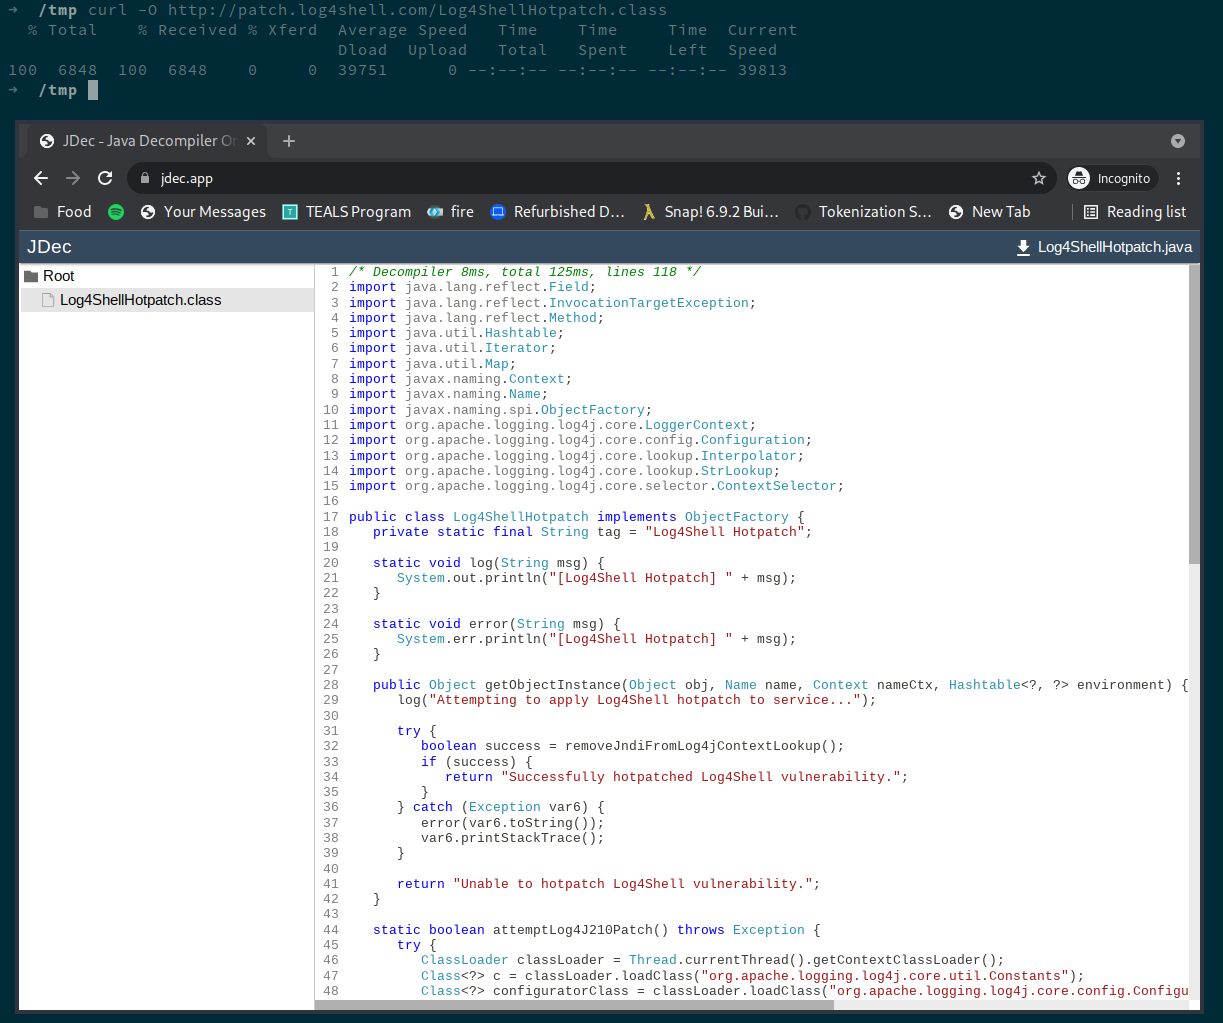 → /tmp curl -O http://patch.log4shell.com/Log4ShellHotpatch.class
% Total % Received % Xferd Average Speed Time Time Time Current
Dload Upload Total Spent Left Speed
100 6848 100 6848 0 0 39751 0 --:--:-- --:--:-- --:--:-- 39813
→ /tmp
JDec - Java Decompiler On
jdec.app
Incognito
Food
Your Messages
TEALS Program
fire
Refurbished D...
Snap! 6.9.2 Bui...
Tokenization S...
New Tab
Reading list
JDec
Log4ShellHotpatch.java
Root
Log4ShellHotpatch.class
1 /* Decompiler 8ms, total 125ms, lines 118 */
2 import java.lang.reflect.Field;
3 import java.lang.reflect.InvocationTargetException;
4 import java.lang.reflect.Method;
5 import java.util.Hashtable;
6 import java.util.Iterator;
7 import java.util.Map;
8 import javax.naming.Context;
9 import javax.naming.Name;
10 import javax.naming.spi.ObjectFactory;
11 import org.apache.logging.log4j.core.LoggerContext;
12 import org.apache.logging.log4j.core.config.Configuration;
13 import org.apache.logging.log4j.core.lookup.Interpolator;
14 import org.apache.logging.log4j.core.lookup.StrLookup;
15 import org.apache.logging.log4j.core.selector.ContextSelector;
16
17 public class Log4ShellHotpatch implements ObjectFactory {
18 private static final String tag = "Log4Shell Hotpatch";
19
20 static void log(String msg) {
21 System.out.println("[Log4Shell Hotpatch] " + msg);
22 }
23
24 static void error(String msg) {
25 System.err.println("[Log4Shell Hotpatch] " + msg);
26 }
27
28 public Object getObjectInstance(Object obj, Name name, Context nameCtx, Hashtable<?, ?> environment) {
29 log("Attempting to apply Log4Shell hotpatch to service...");
30
31 try {
32 boolean success = removeJndiFromLog4jContextLookup();
33 if (success) {
34 return "Successfully hotpatched Log4Shell vulnerability.";
35 }
36 } catch (Exception var6) {
37 error(var6.toString());
38 var6.printStackTrace();
39 }
40
41 return "Unable to hotpatch Log4Shell vulnerability.";
42 }
43
44 static boolean attemptLog4J210Patch() throws Exception {
45 try {
46 ClassLoader classLoader = Thread.currentThread().getContextClassLoader();
47 Class<?> c = classLoader.loadClass("org.apache.logging.log4j.core.util.Constants");
48 Class<?> configuratorClass = classLoader.loadClass("org.apache.logging.log4j.core.config.Configu